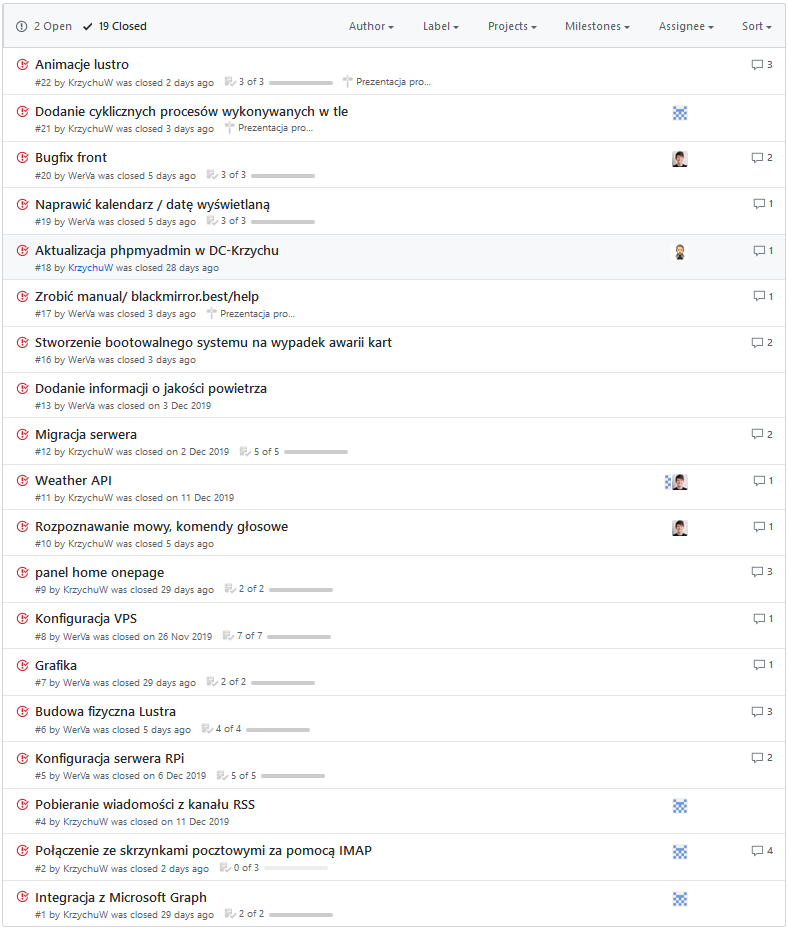 2 Open 19 Closed Author Label Projects Milestones Assignee Sort
Animacje lustro 3
#22 by KrzychuW was closed 2 days ago 3 of 3 Prezentacja pro...
Dodanie cyklicznych procesów wykonywanych w tle
#21 by KrzychuW was closed 3 days ago Prezentacja pro...
Bugfix front 2
#20 by WerVa was closed 5 days ago 3 of 3
Naprawić kalendarz / datę wyświetlaną 1
#19 by WerVa was closed 5 days ago 3 of 3
Aktualizacja phpmyadmin w DC-Krzychu 1
#18 by KrzychuW was closed 28 days ago
Zrobić manual/ blackmirror.best/help 1
#17 by WerVa was closed 3 days ago Prezentacja pro...
Stworzenie bootowalnego systemu na wypadek awarii kart 2
#16 by WerVa was closed 3 days ago
Dodanie informacji o jakości powietrza
#13 by WerVa was closed on 3 Dec 2019
Migracja serwera 2
#12 by KrzychuW was closed on 2 Dec 2019 5 of 5
Weather API 1
#11 by KrzychuW was closed on 11 Dec 2019
Rozpoznawanie mowy, komendy głosowe 1
#10 by KrzychuW was closed 5 days ago
panel home onepage 3
#9 by KrzychuW was closed 29 days ago 2 of 2
Konfiguracja VPS 1
#8 by WerVa was closed on 26 Nov 2019 7 of 7
Grafika 1
#7 by WerVa was closed 29 days ago 2 of 2
Budowa fizyczna Lustra 3
#6 by WerVa was closed 5 days ago 4 of 4
Konfiguracja serwera RPi 2
#5 by WerVa was closed on 6 Dec 2019 5 of 5
Pobieranie wiadomości z kanału RSS
#4 by KrzychuW was closed on 11 Dec 2019
Połączenie ze skrzynkami pocztowymi za pomocą IMAP 4
#2 by KrzychuW was closed 2 days ago 0 of 3
Integracja z Microsoft Graph
#1 by KrzychuW was closed 29 days ago 2 of 2